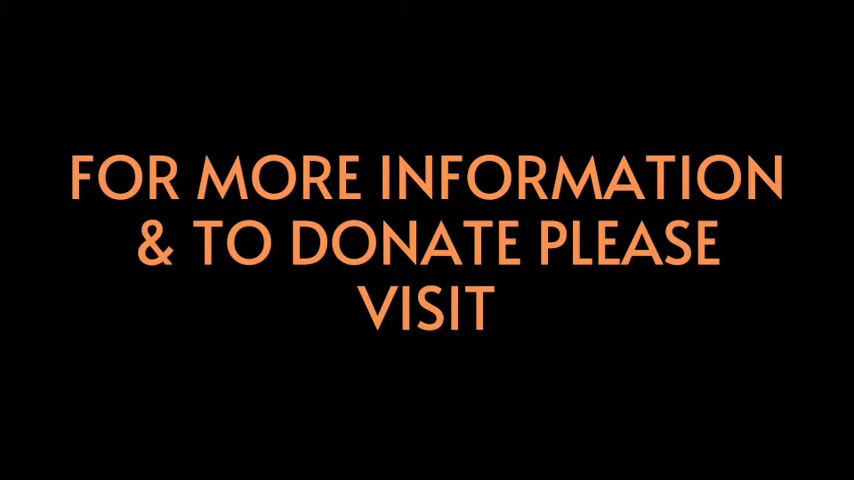 FOR MORE INFORMATION
& TO DONATE PLEASE
VISIT